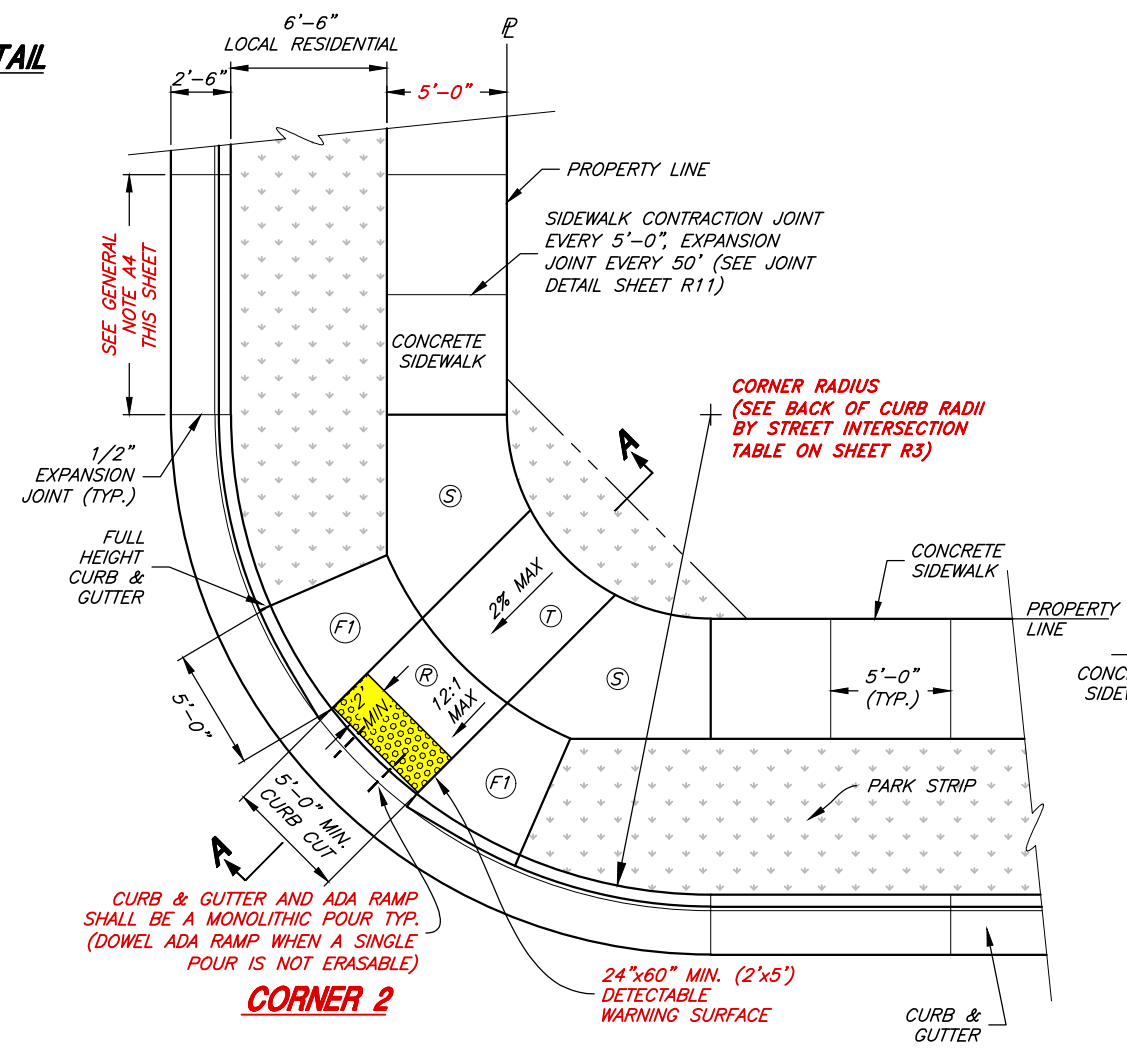 TAIL
6'-6"
LOCAL RESIDENTIAL
PL
2'-6"
5'-0"
PROPERTY LINE
SIDEWALK CONTRACTION JOINT
EVERY 5'-0", EXPANSION
JOINT EVERY 50' (SEE JOINT
DETAIL SHEET R11)
SEE GENERAL
NOTE A4
THIS SHEET
CONCRETE
SIDEWALK
CORNER RADIUS
(SEE BACK OF CURB RADII
BY STREET INTERSECTION
TABLE ON SHEET R3)
A
1/2"
EXPANSION
JOINT (TYP.)
S
FULL
HEIGHT
CURB &
GUTTER
CONCRETE
SIDEWALK
2% MAX
T
F1
PROPERTY
LINE
R
12:1
MAX
S
5'-0"
(TYP.)
CONC
SIDE
2'
MIN.
5'-0"
F1
PARK STRIP
5'-0" MIN.
CURB CUT
A
CURB & GUTTER AND ADA RAMP
SHALL BE A MONOLITHIC POUR TYP.
(DOWEL ADA RAMP WHEN A SINGLE
POUR IS NOT ERASABLE)
CORNER 2
24"x60" MIN. (2'x5')
DETECTABLE
WARNING SURFACE
CURB &
GUTTER